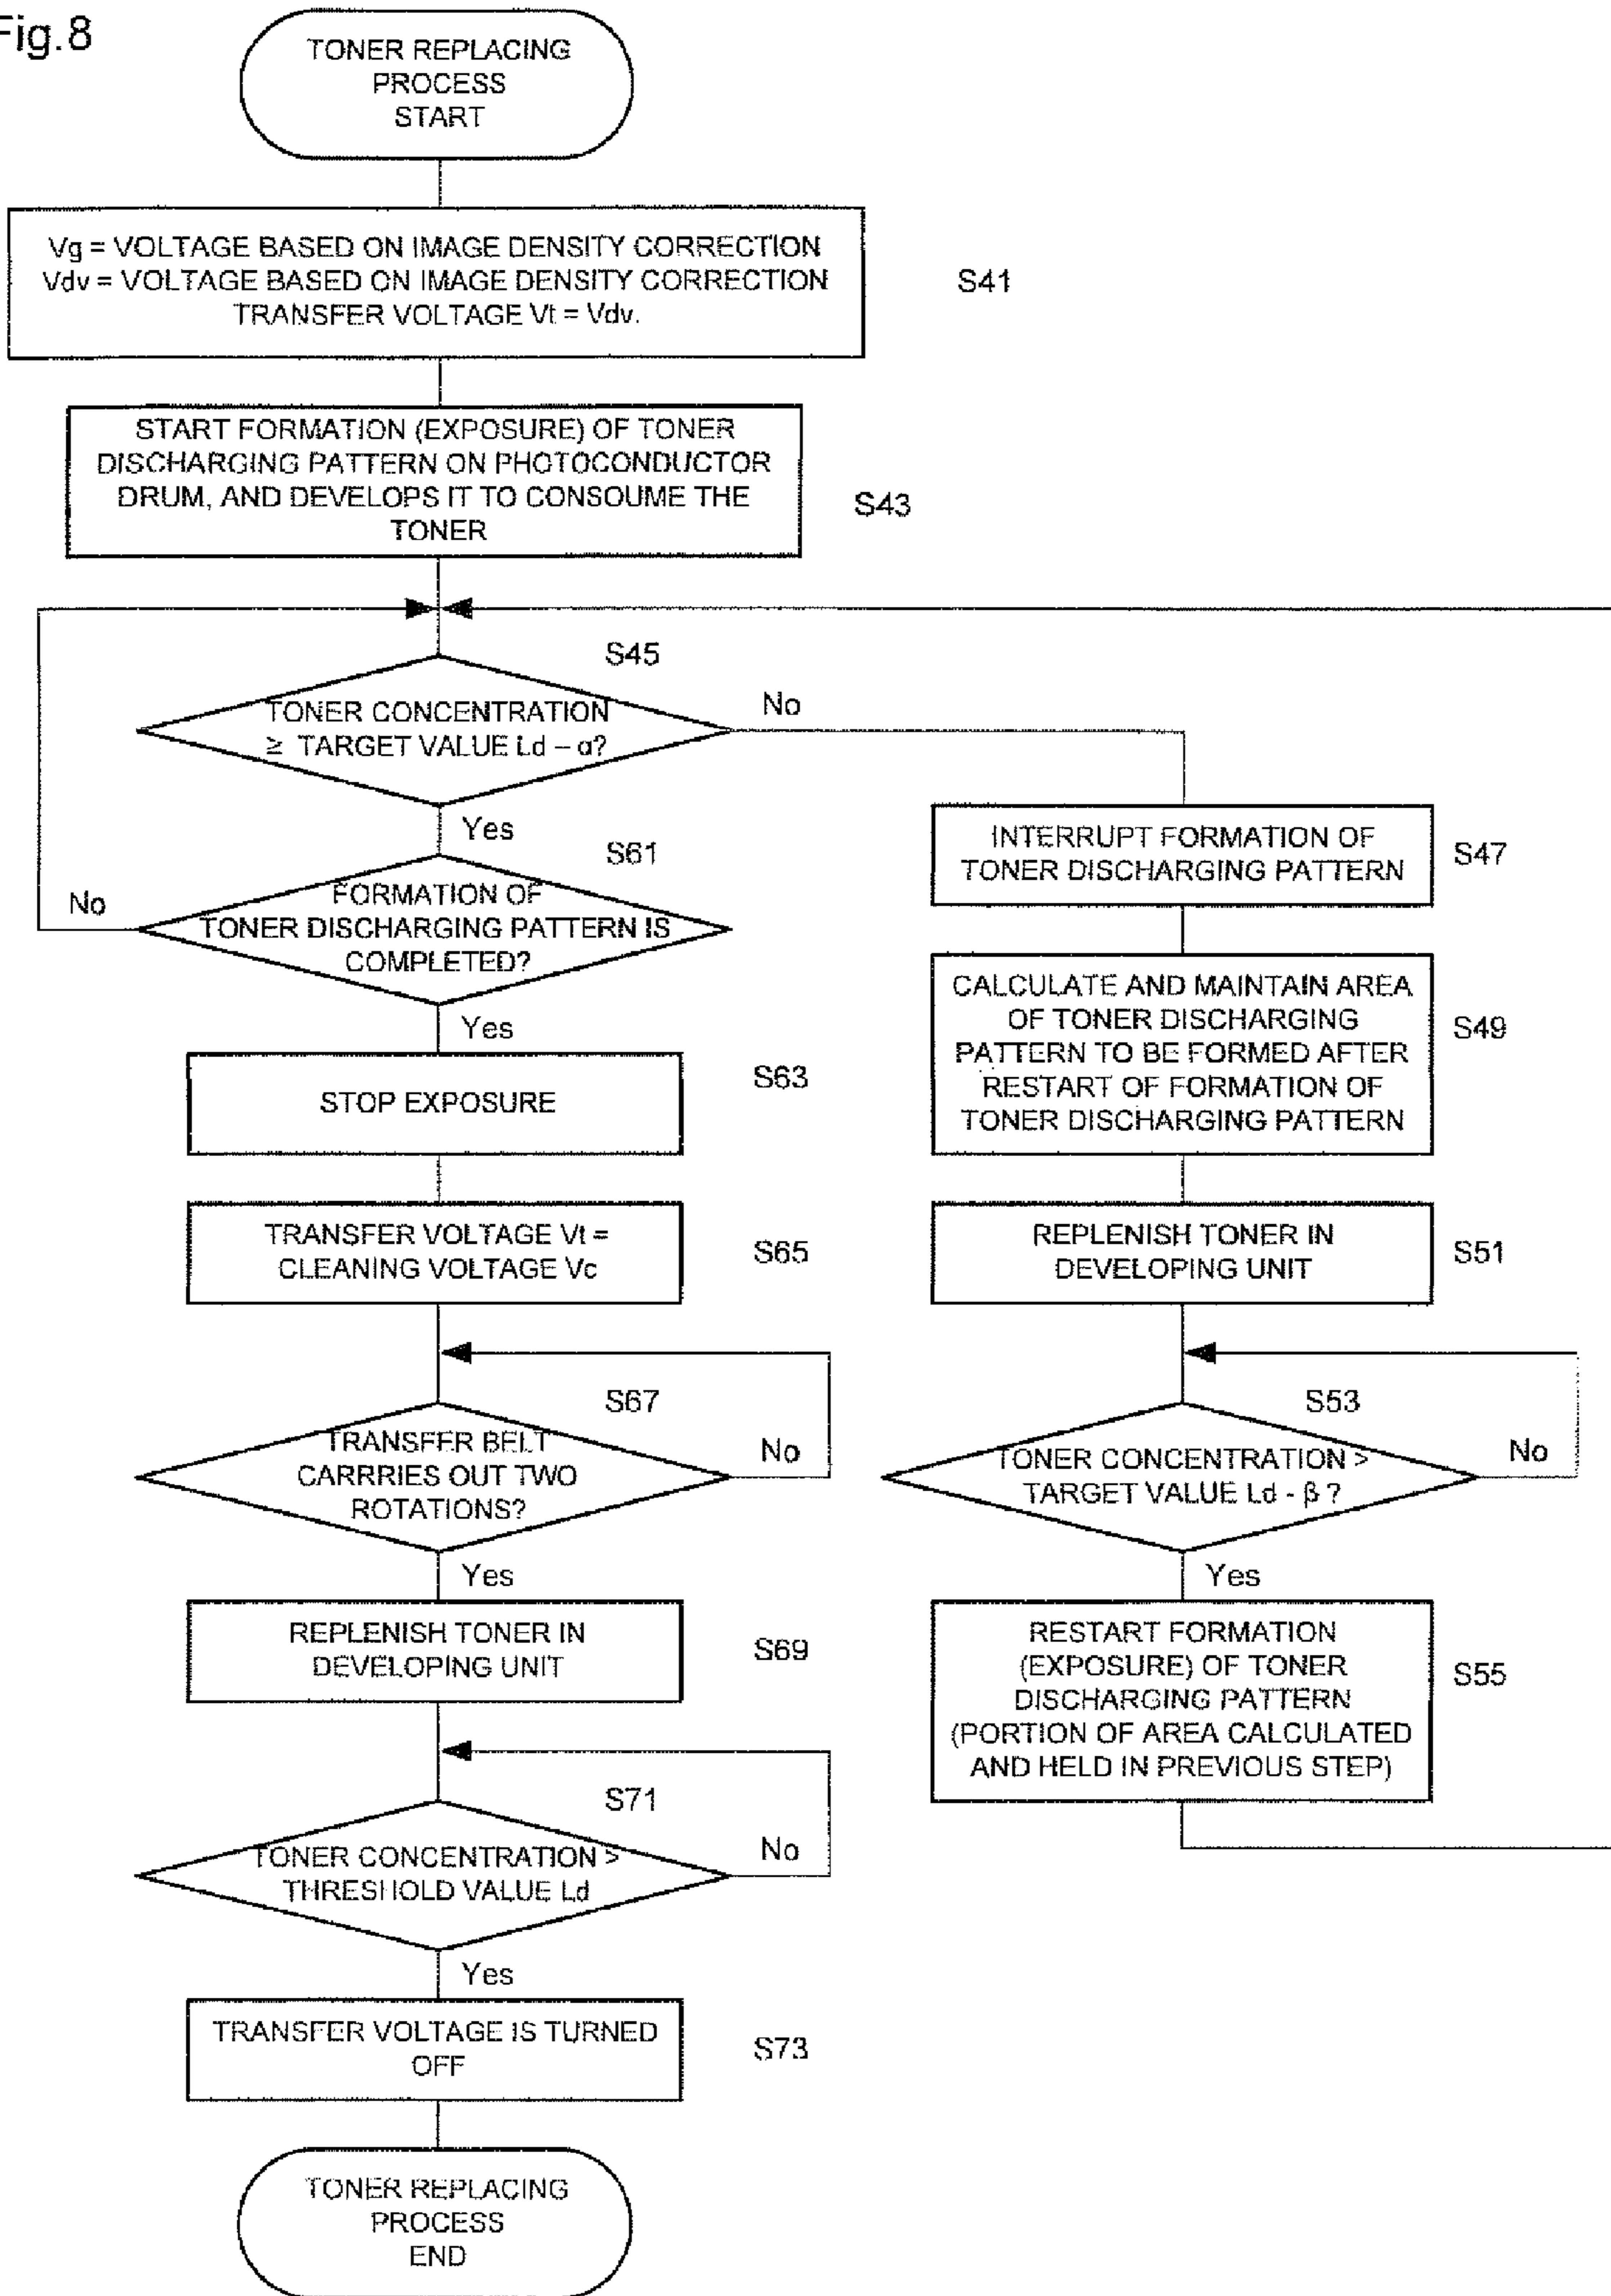 Fig.8
TONER REPLACING
PROCESS
START
Vg = VOLTAGE BASED ON IMAGE DENSITY CORRECTION
Vdv = VOLTAGE BASED ON IMAGE DENSITY CORRECTION
TRANSFER VOLTAGE Vt = Vdv.
S41
START FORMATION (EXPOSURE) OF TONER
DISCHARGING PATTERN ON PHOTOCONDUCTOR
DRUM, AND DEVELOPS IT TO CONSOUME THE
TONER
S43
S45
TONER CONCENTRATION
≥ TARGET VALUE Ld – α?
No
Yes
S61
FORMATION OF
TONER DISCHARGING PATTERN IS
COMPLETED?
No
Yes
STOP EXPOSURE
S63
TRANSFER VOLTAGE Vt =
CLEANING VOLTAGE Vc
S65
S67
TRANSFER BELT
CARRRIES OUT TWO
ROTATIONS?
No
Yes
REPLENISH TONER IN
DEVELOPING UNIT
S69
S71
TONER CONCENTRATION >
THRESHOLD VALUE Ld
No
Yes
TRANSFER VOLTAGE IS TURNED
OFF
S73
TONER REPLACING
PROCESS
END
INTERRUPT FORMATION OF
TONER DISCHARGING PATTERN
S47
CALCULATE AND MAINTAIN AREA
OF TONER DISCHARGING
PATTERN TO BE FORMED AFTER
RESTART OF FORMATION OF
TONER DISCHARGING PATTERN
S49
REPLENISH TONER IN
DEVELOPING UNIT
S51
S53
TONER CONCENTRATION >
TARGET VALUE Ld - β ?
No
Yes
RESTART FORMATION
(EXPOSURE) OF TONER
DISCHARGING PATTERN
(PORTION OF AREA CALCULATED
AND HELD IN PREVIOUS STEP)
S55